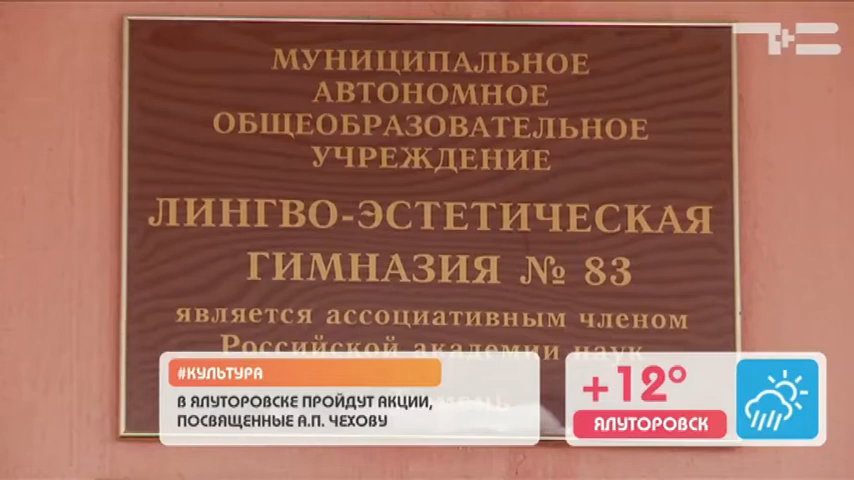 Т+В
МУНИЦИПАЛЬНОЕ
АВТОНОМНОЕ
ОБЩЕОБРАЗОВАТЕЛЬНОЕ
УЧРЕЖДЕНИЕ
ЛИНГВО-ЭСТЕТИЧЕСКАЯ
ГИМНАЗИЯ № 83
является ассоциативным членом
Российской академии наук
#КУЛЬТУРА
В ЯЛУТОРОВСКЕ ПРОЙДУТ АКЦИИ,
ПОСВЯЩЕННЫЕ А.П. ЧЕХОВУ
+12°
ЯЛУТОРОВСК